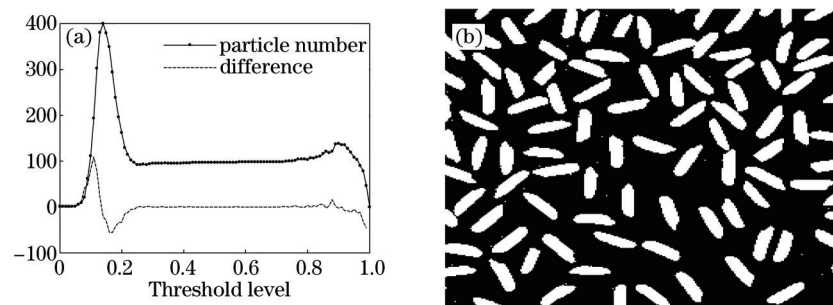 (a)
particle number
difference
400
300
200
100
0
−100
0
0.2
0.4
0.6
0.8
1.0
Threshold level
(b)